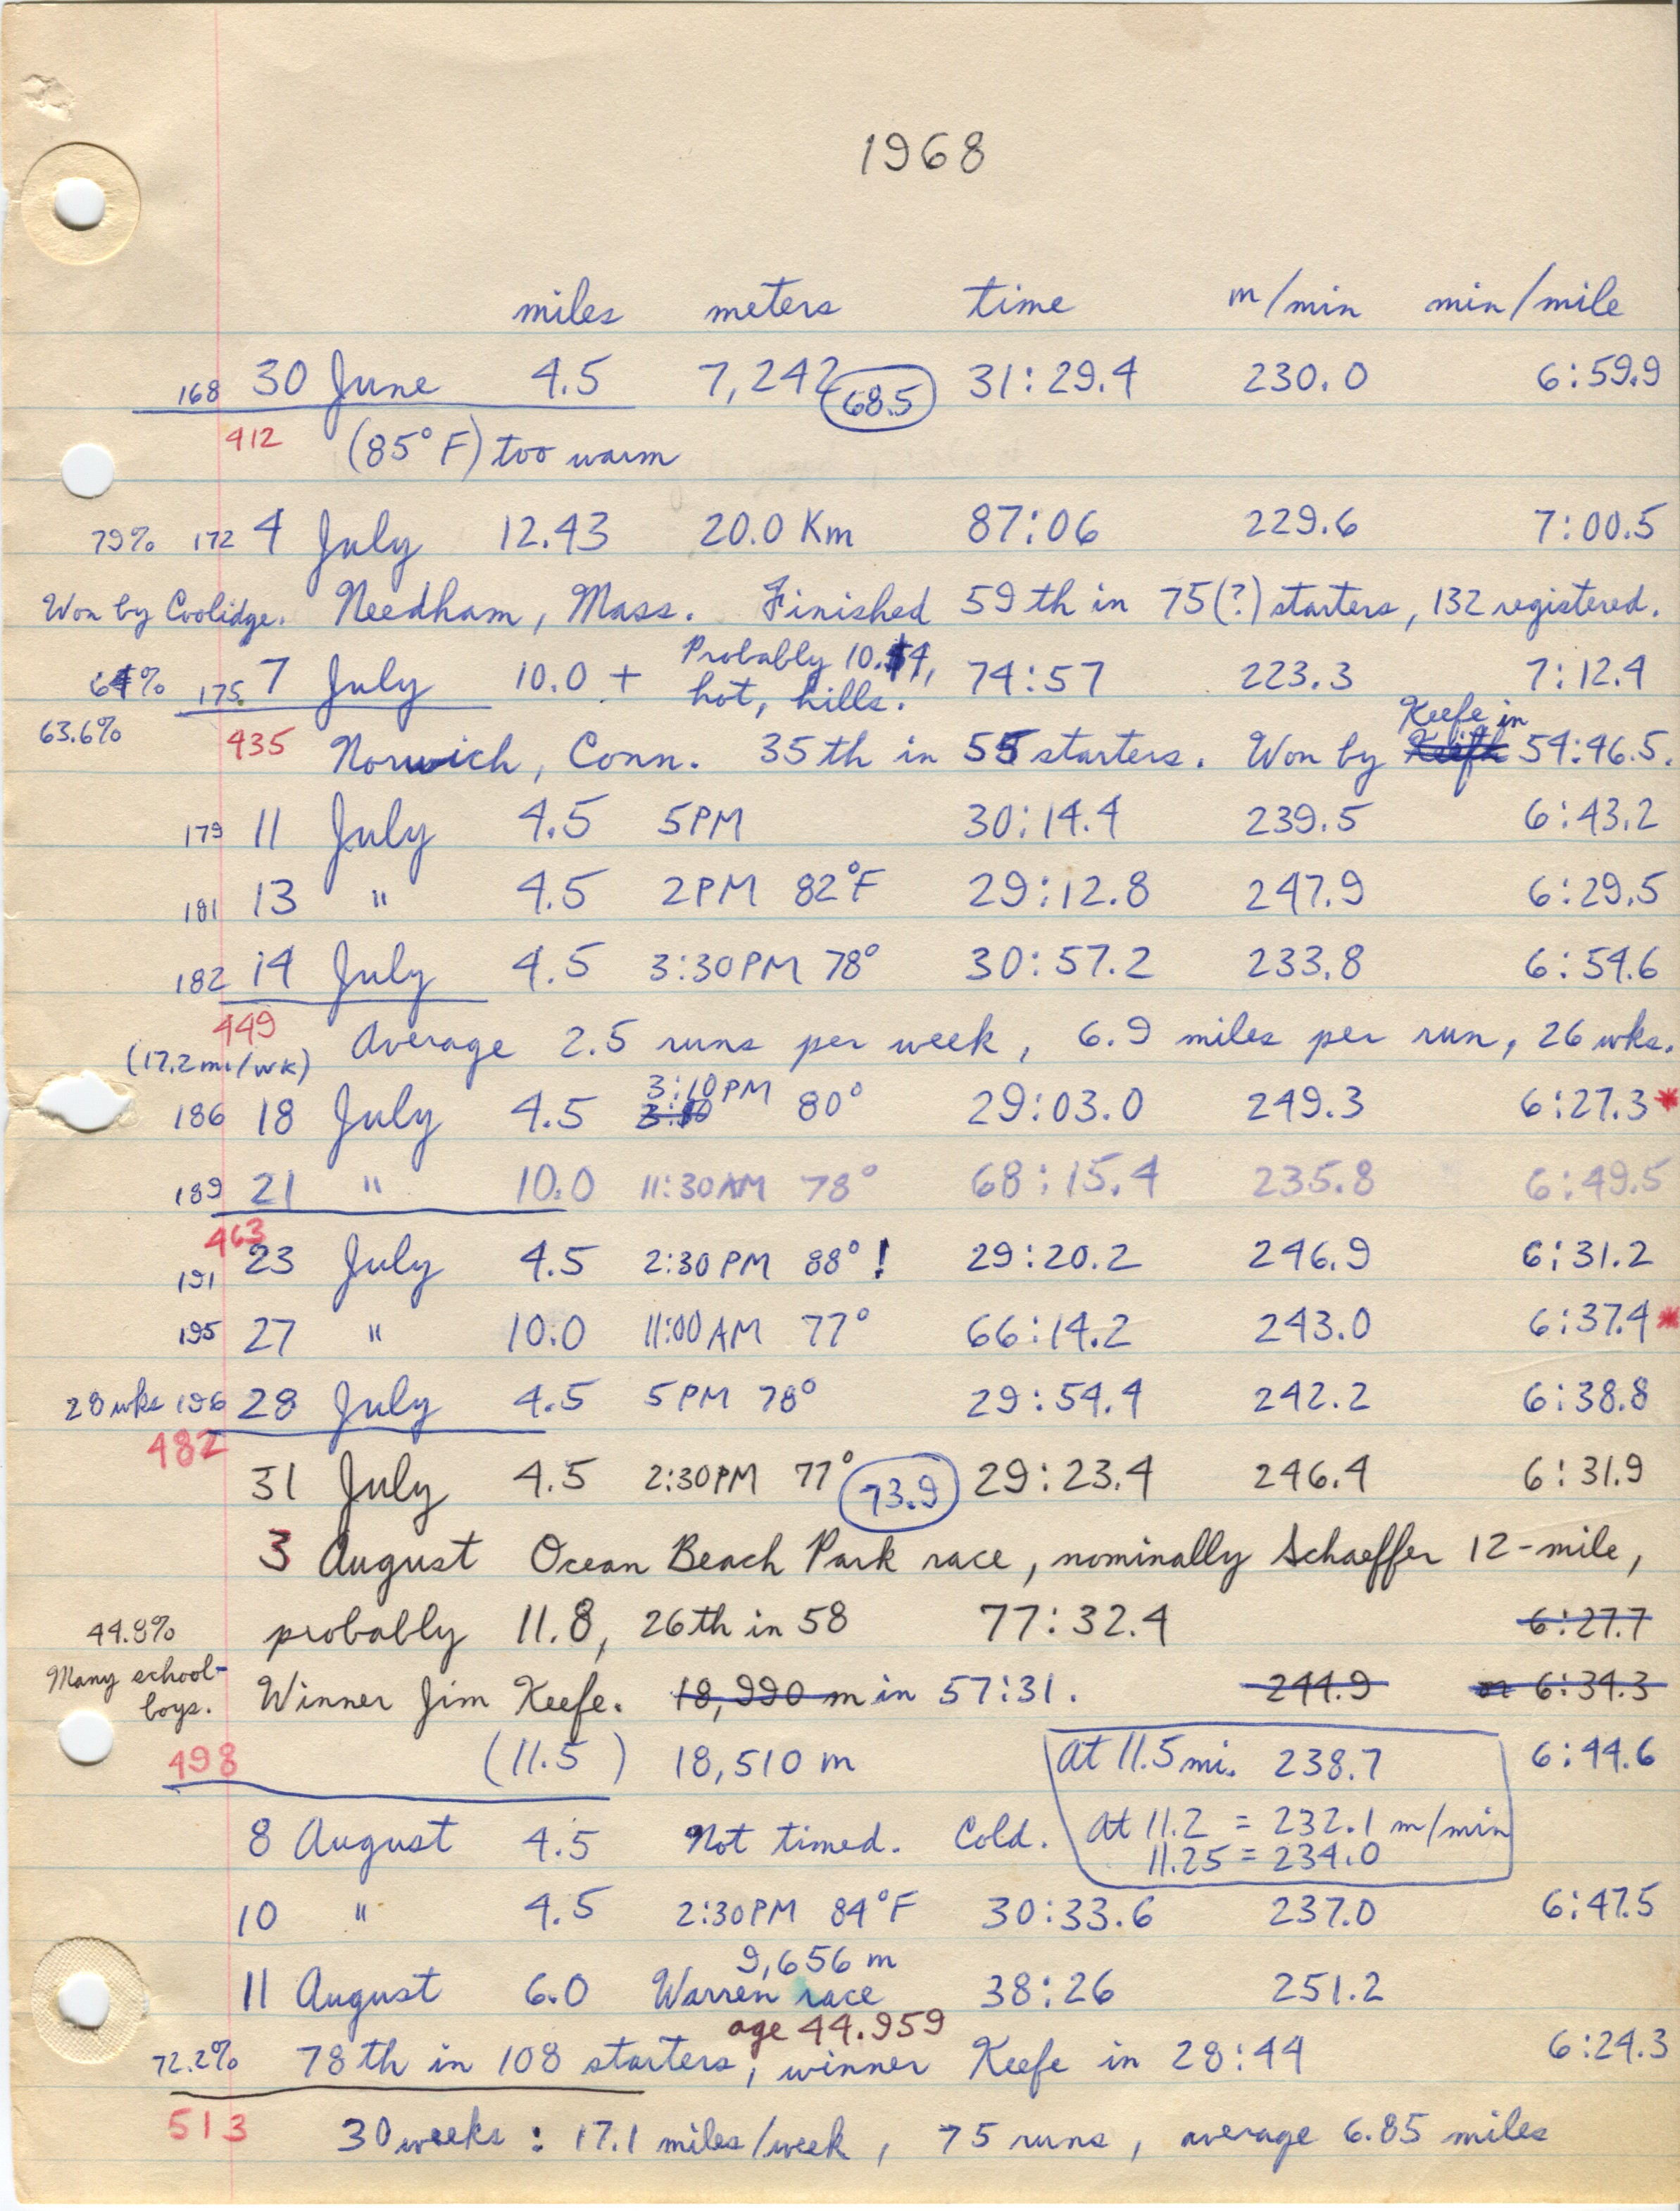 1968
miles meters time m/min min/mile
168 30 June 4.5 7,242 68.5 31:29.4 230.0 6:59.9
412 (85°F) too warm
79% 172 4 July 12.43 20.0 Km 87:06 229.6 7:00.5
Won by Coolidge. Needham, Mass. Finished 59th in 75(?) starters, 132 registered.
64% 175 7 July 10.0 + Probably 10.4, hot, hills. 74:57 223.3 7:12.4
63.6% 435 Norwich, Conn. 35th in 55 starters. Won by Keefe in 54:46.5.
179 11 July 4.5 5PM 30:14.4 239.5 6:43.2
181 13 " 4.5 2PM 82°F 29:12.8 247.9 6:29.5
182 14 July 4.5 3:30PM 78° 30:57.2 233.8 6:54.6
449
(17.2mi/wk) Average 2.5 runs per week, 6.9 miles per run, 26 wks.
186 18 July 4.5 3:10PM 80° 29:03.0 249.3 6:27.3*
189 21 " 10.0 11:30AM 78° 68:15.4 235.8 6:49.5
463
191 23 July 4.5 2:30PM 88°! 29:20.2 246.9 6:31.2
195 27 " 10.0 11:00AM 77° 66:14.2 243.0 6:37.4*
28 wks 196 28 July 4.5 5PM 78° 29:54.4 242.2 6:38.8
482
31 July 4.5 2:30PM 77° 73.9 29:23.4 246.4 6:31.9
3 August Ocean Beach Park race, nominally Schaeffer 12-mile,
44.8% probably 11.8, 26th in 58 77:32.4 6:27.7
Many school-boys. Winner Jim Keefe. 18,990 m in 57:31. 244.9 or 6:34.3
498 (11.5) 18,510 m At 11.5 mi. 238.7 6:44.6
8 August 4.5 Not timed. Cold. At 11.2 = 232.1 m/min
11.25 = 234.0
10 " 4.5 2:30PM 84°F 30:33.6 237.0 6:47.5
9,656 m
11 August 6.0 Warren race 38:26 251.2
age 44.959
72.2% 78th in 108 starters, winner Keefe in 28:44 6:24.3
513 30 weeks: 17.1 miles/week, 75 runs, average 6.85 miles